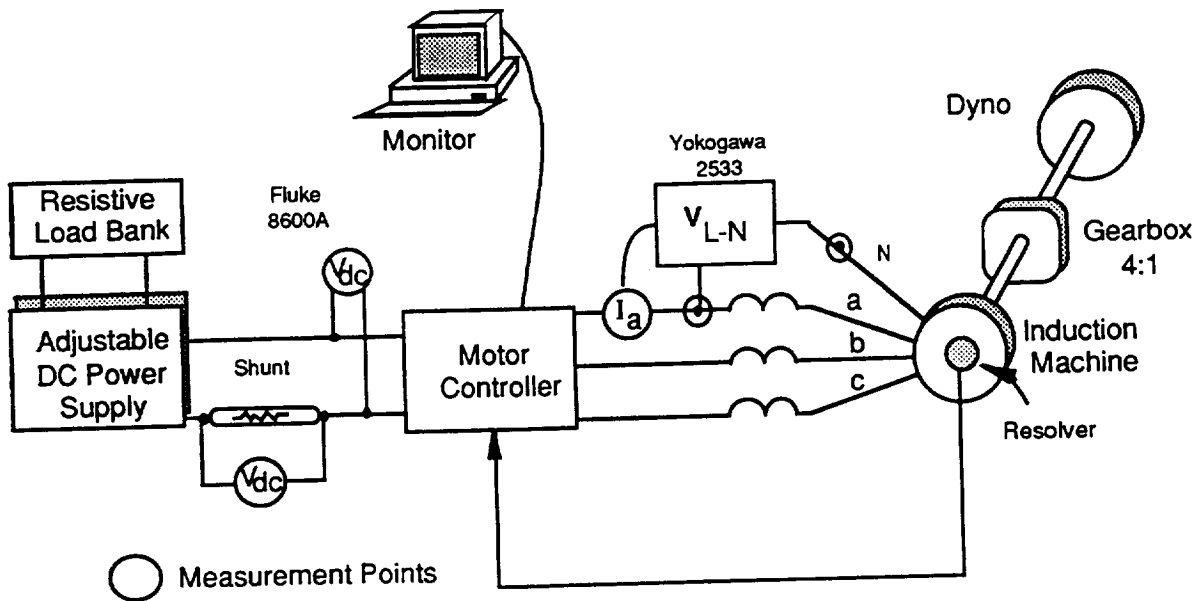 Monitor
Dyno
Yokogawa
2533
Resistive
Load Bank
Fluke
8600A
V L-N
N
Gearbox
4:1
Vdc
Adjustable
DC Power
Supply
Shunt
Motor
Controller
Ia
a
b
c
Induction
Machine
Resolver
Vdc
Measurement Points